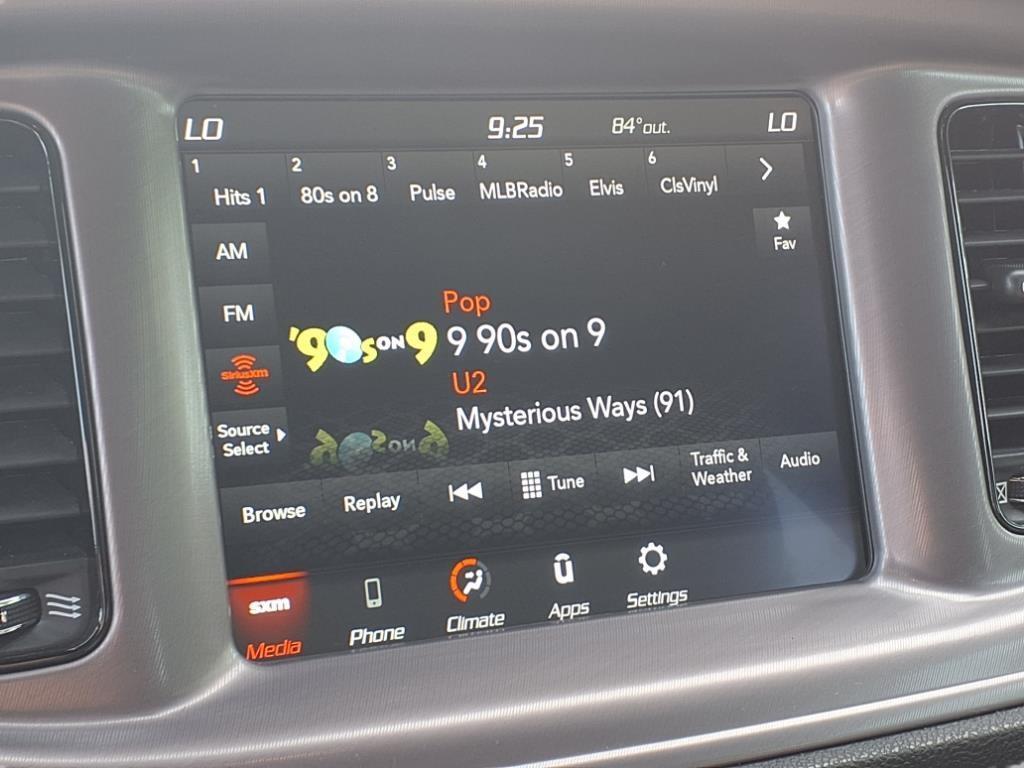 LO 9:25 84°out. LO
1 2 3 4 5 6
Hits 1 80s on 8 Pulse MLBRadio Elvis ClsVinyl
Fav
AM
FM
SiriusXM
Source
Select
'90s ON 9
Pop
9 90s on 9
U2
Mysterious Ways (91)
Browse Replay Tune Traffic &
Weather Audio
sxm
Media Phone Climate Apps Settings